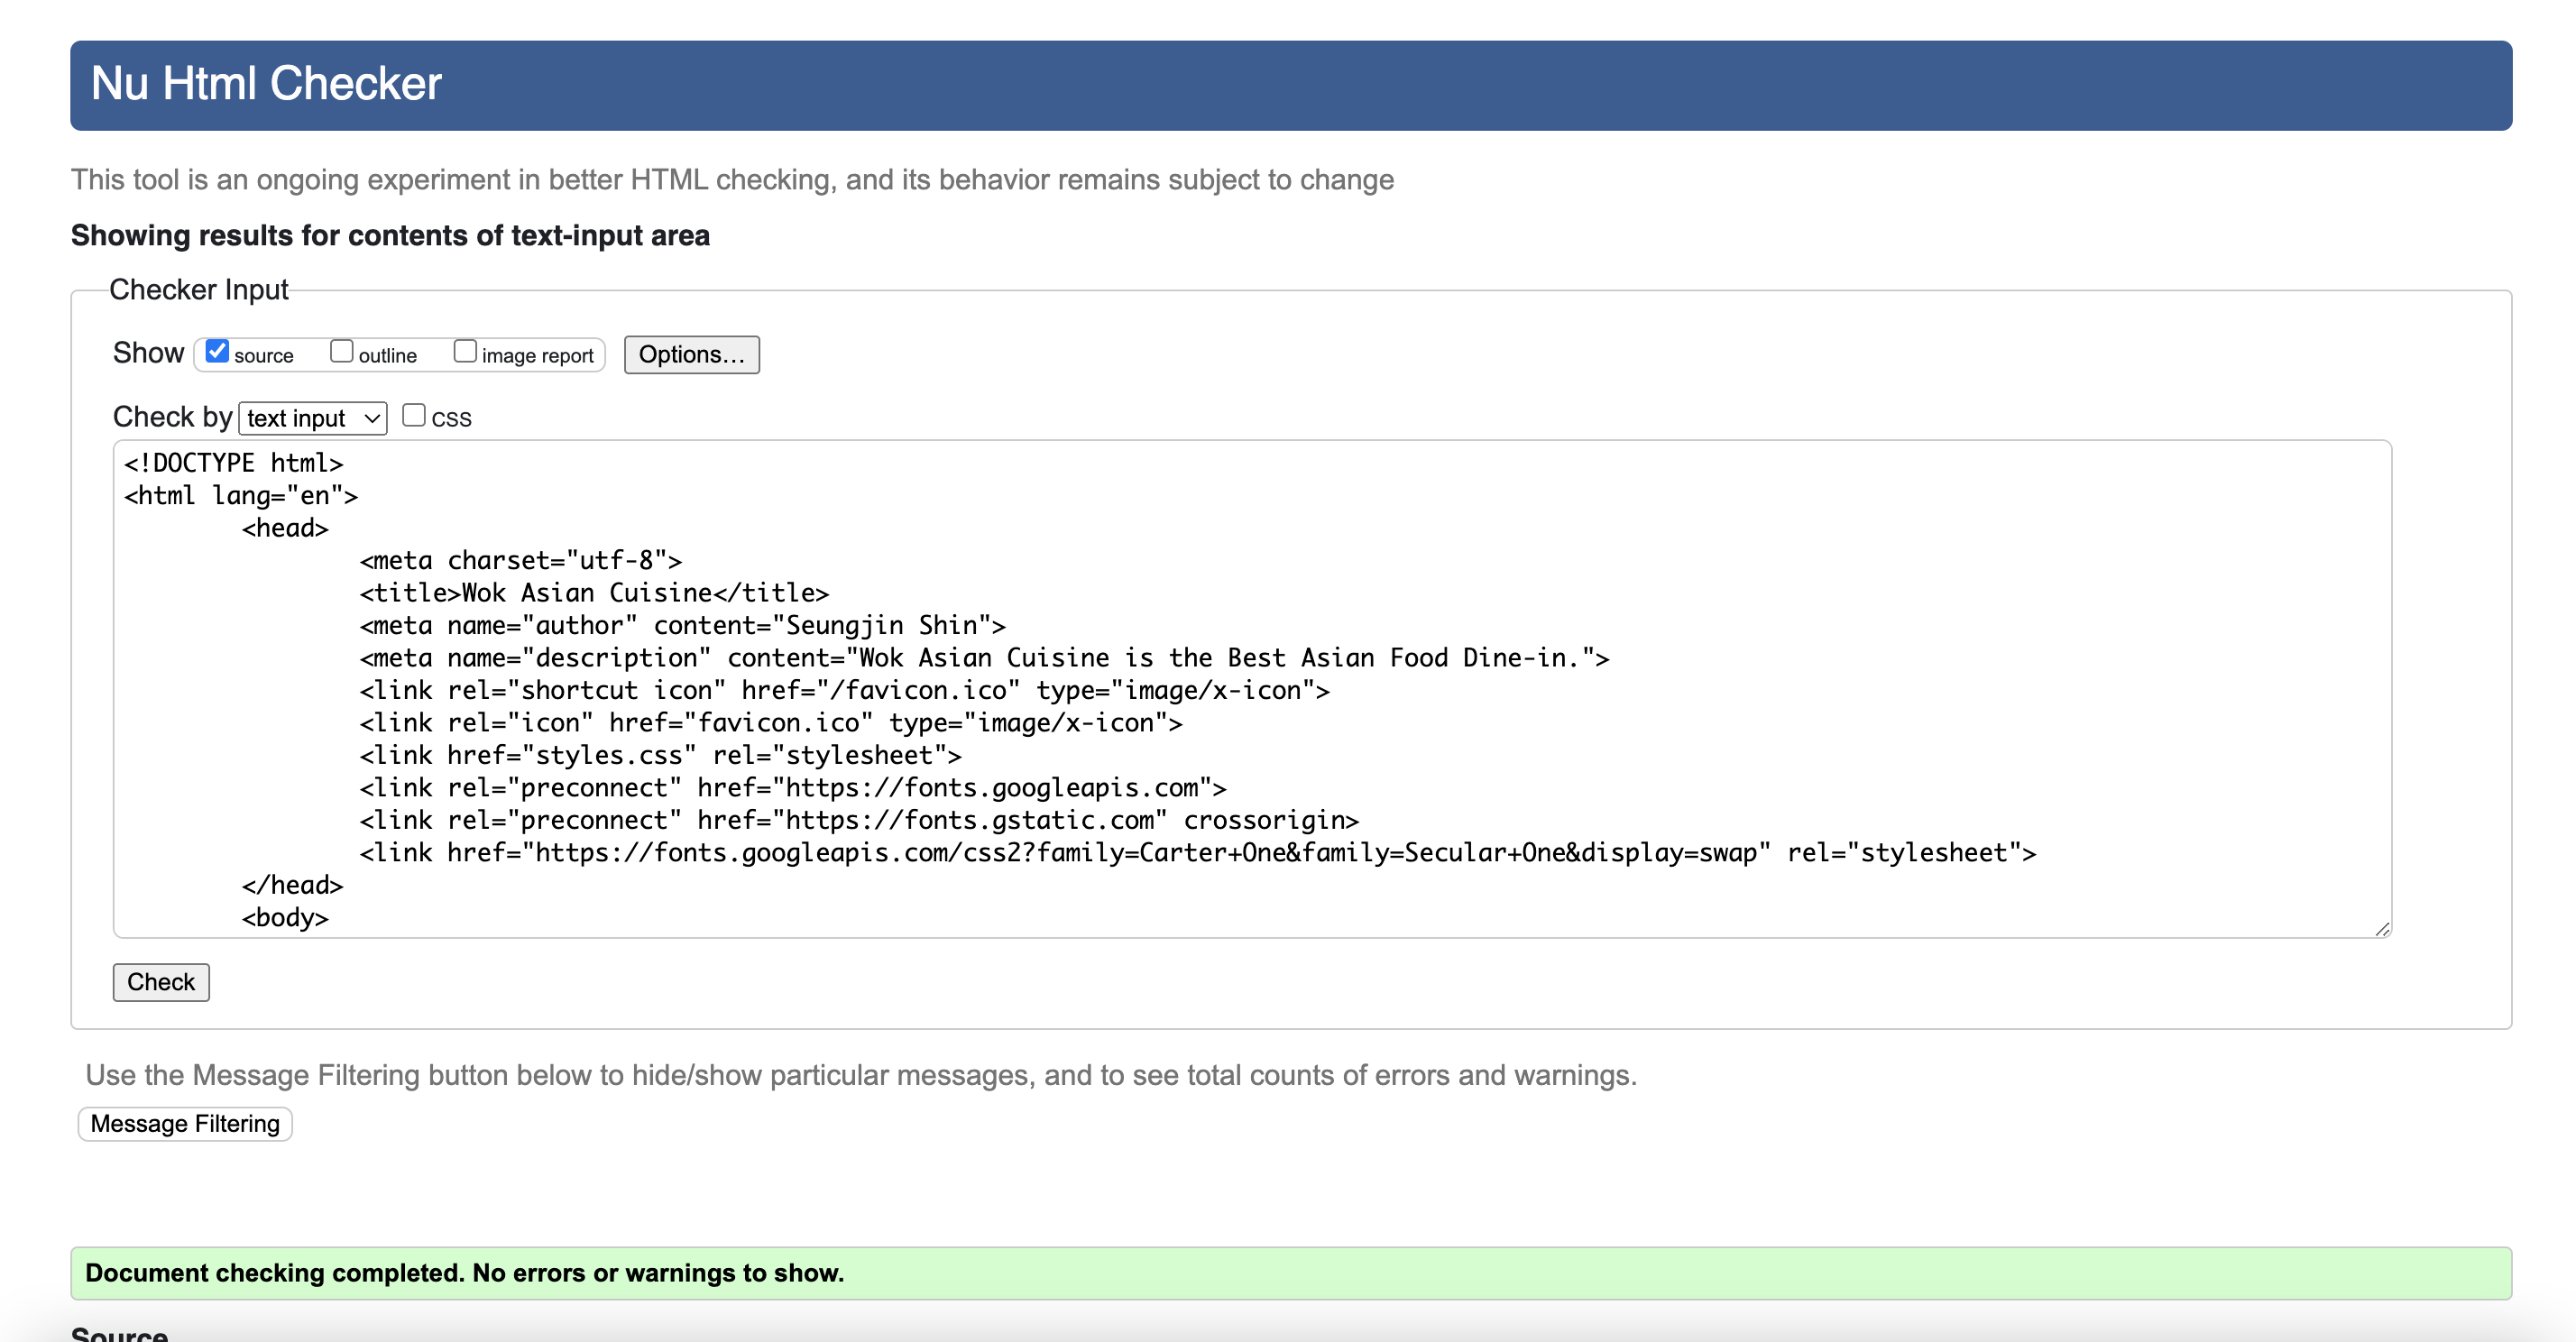 Nu Html Checker
This tool is an ongoing experiment in better HTML checking, and its behavior remains subject to change
Showing results for contents of text-input area
Checker Input
Show source outline image report Options...
Check by text input CSS
<!DOCTYPE html>
<html lang="en">
<head>
<meta charset="utf-8">
<title>Wok Asian Cuisine</title>
<meta name="author" content="Seungjin Shin">
<meta name="description" content="Wok Asian Cuisine is the Best Asian Food Dine-in.">
<link rel="shortcut icon" href="/favicon.ico" type="image/x-icon">
<link rel="icon" href="favicon.ico" type="image/x-icon">
<link href="styles.css" rel="stylesheet">
<link rel="preconnect" href="https://fonts.googleapis.com">
<link rel="preconnect" href="https://fonts.gstatic.com" crossorigin>
<link href="https://fonts.googleapis.com/css2?family=Carter+One&family=Secular+One&display=swap" rel="stylesheet">
</head>
<body>
Check
Use the Message Filtering button below to hide/show particular messages, and to see total counts of errors and warnings.
Message Filtering
Document checking completed. No errors or warnings to show.
Source